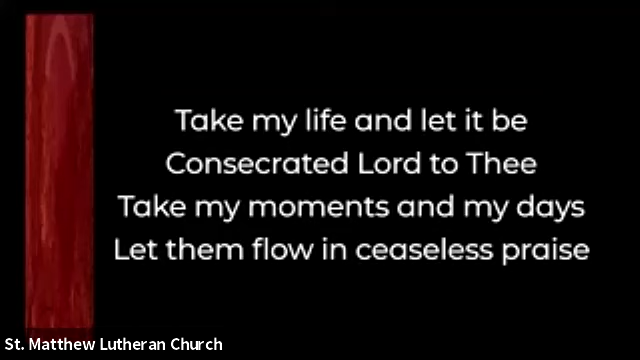 Take my life and let it be
Consecrated Lord to Thee
Take my moments and my days
Let them flow in ceaseless praise
St. Matthew Lutheran Church